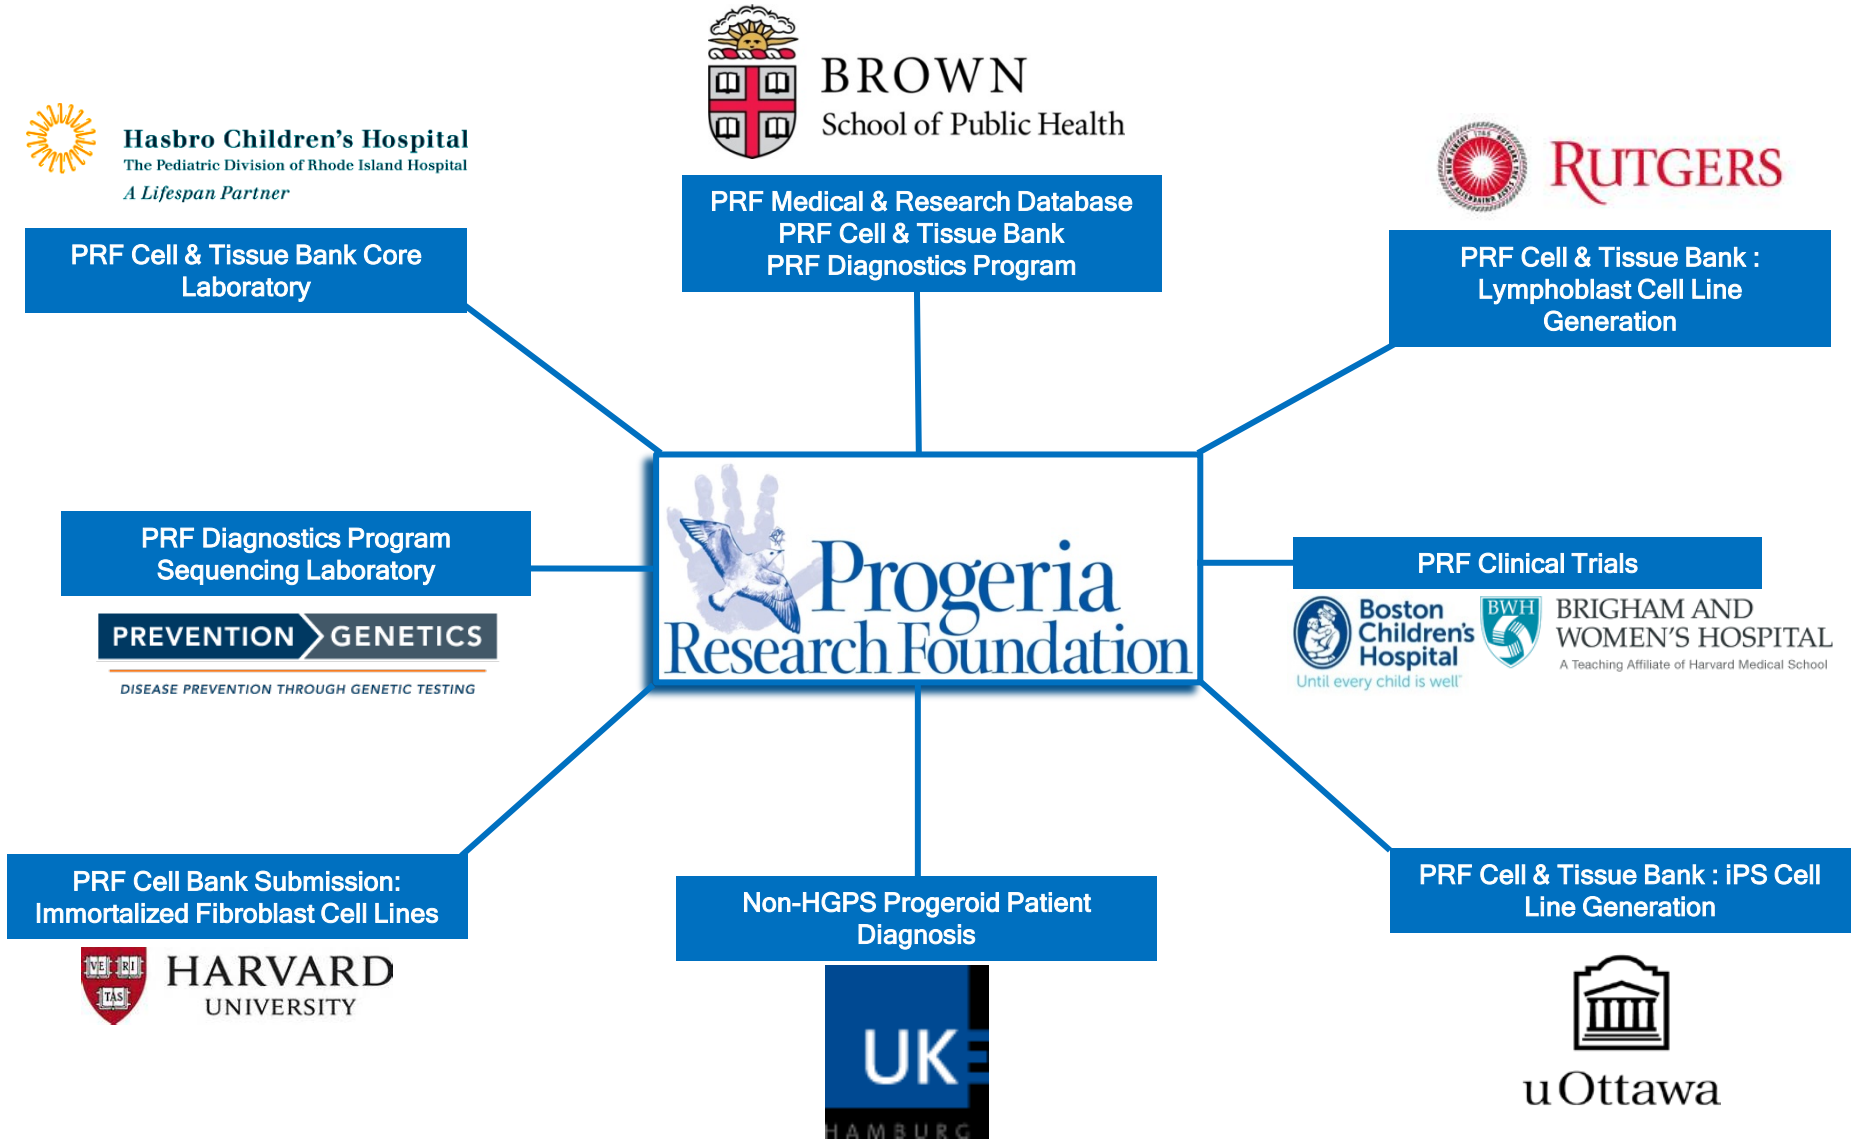 BROWN
School of Public Health
Hasbro Children's Hospital
The Pediatric Division of Rhode Island Hospital
A Lifespan Partner
RUTGERS
PRF Medical & Research Database
PRF Cell & Tissue Bank
PRF Diagnostics Program
PRF Cell & Tissue Bank Core
Laboratory
PRF Cell & Tissue Bank :
Lymphoblast Cell Line
Generation
Progeria
Research Foundation
PRF Diagnostics Program
Sequencing Laboratory
PREVENTION GENETICS
DISEASE PREVENTION THROUGH GENETIC TESTING
PRF Clinical Trials
Boston
Children's
Hospital
Until every child is well
BWH
BRIGHAM AND
WOMEN'S HOSPITAL
A Teaching Affiliate of Harvard Medical School
PRF Cell Bank Submission:
Immortalized Fibroblast Cell Lines
VE RI
TAS
HARVARD
UNIVERSITY
Non-HGPS Progeroid Patient
Diagnosis
UKE
HAMBURG
PRF Cell & Tissue Bank : iPS Cell
Line Generation
uOttawa